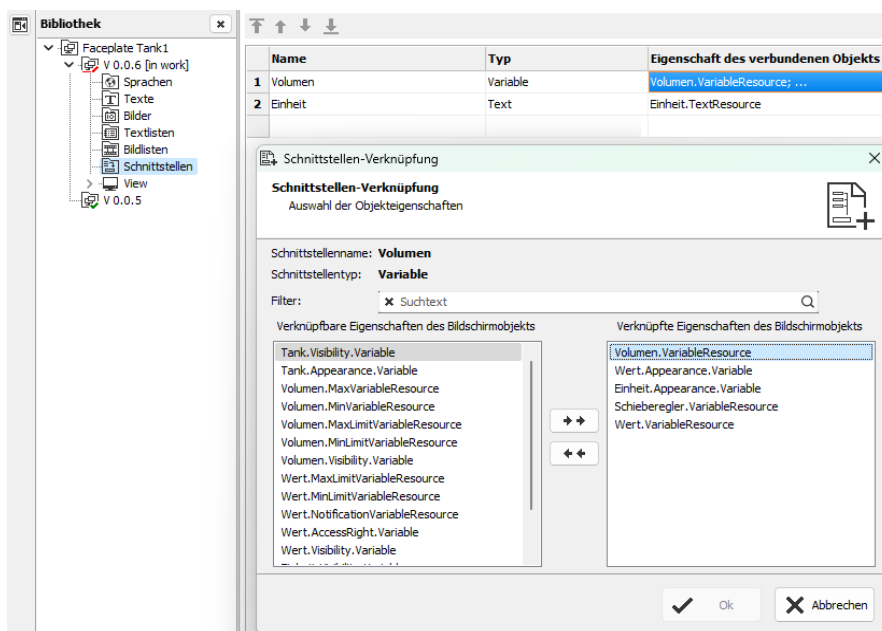 Bibliothek
Faceplate Tank1
V 0.0.6 [in work]
Sprachen
Texte
Bilder
Textlisten
Bildlisten
Schnittstellen
View
V 0.0.5
Name Typ Eigenschaft des verbundenen Objekts
1 Volumen Variable Volumen.VariableResource; ...
2 Einheit Text Einheit.TextResource
Schnittstellen-Verknüpfung
Schnittstellen-Verknüpfung
Auswahl der Objekteigenschaften
Schnittstellenname: Volumen
Schnittstellentyp: Variable
Filter: Suchtext
Verknüpfbare Eigenschaften des Bildschirmobjekts
Tank.Visibility.Variable
Tank.Appearance.Variable
Volumen.MaxVariableResource
Volumen.MinVariableResource
Volumen.MaxLimitVariableResource
Volumen.MinLimitVariableResource
Volumen.Visibility.Variable
Wert.MaxLimitVariableResource
Wert.MinLimitVariableResource
Wert.NotificationVariableResource
Wert.AccessRight.Variable
Wert.Visibility.Variable
Verknüpfte Eigenschaften des Bildschirmobjekts
Volumen.VariableResource
Wert.Appearance.Variable
Einheit.Appearance.Variable
Schieberegler.VariableResource
Wert.VariableResource
Ok
Abbrechen